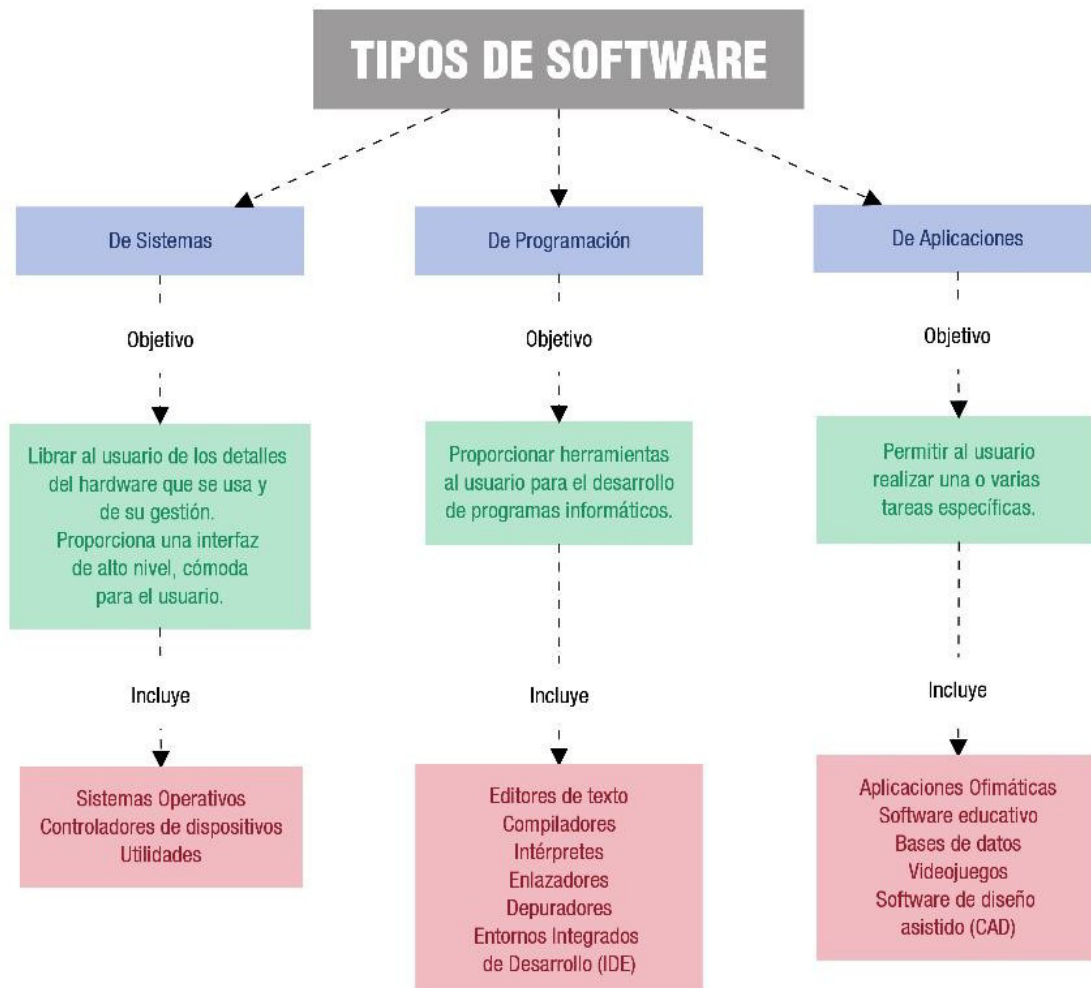 TIPOS DE SOFTWARE
De Sistemas
De Programación
De Aplicaciones
Objetivo
Objetivo
Objetivo
Librar al usuario de los detalles
del hardware que se usa y
de su gestión.
Proporciona una interfaz
de alto nivel, cómoda
para el usuario.
Proporcionar herramientas
al usuario para el desarrollo
de programas informáticos.
Permitir al usuario
realizar una o varias
tareas específicas.
Incluye
Incluye
Incluye
Sistemas Operativos
Controladores de dispositivos
Utilidades
Editores de texto
Compiladores
Intérpretes
Enlazadores
Depuradores
Entornos Integrados
de Desarrollo (IDE)
Aplicaciones Ofimáticas
Software educativo
Bases de datos
Videojuegos
Software de diseño
asistido (CAD)